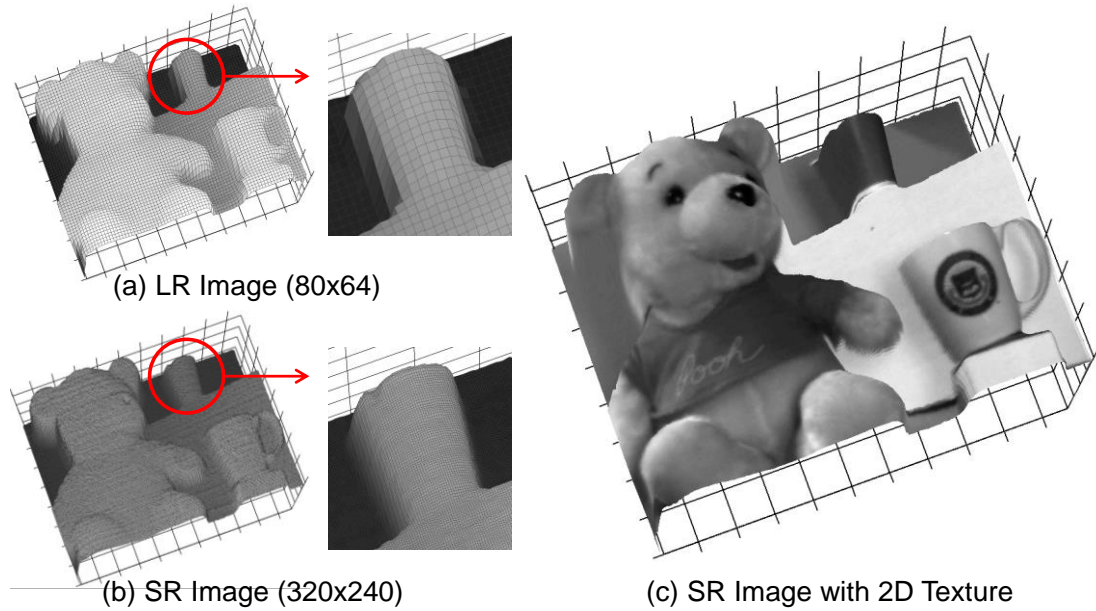 (a) LR Image (80x64)
(b) SR Image (320x240)
Pooh
(c) SR Image with 2D Texture